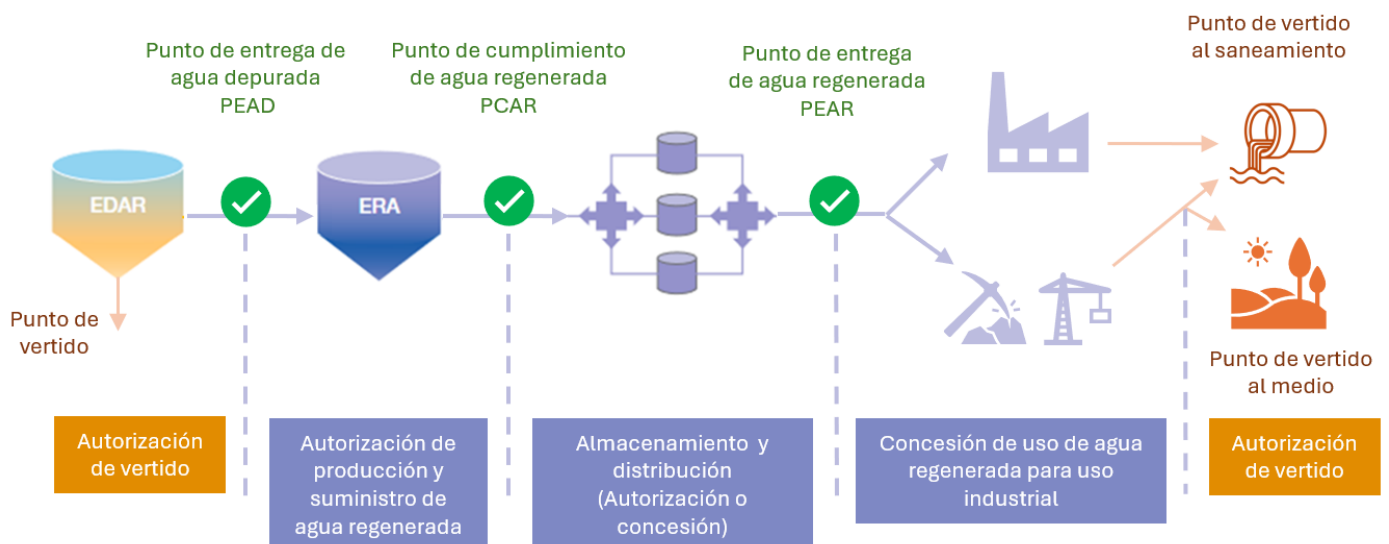 Punto de entrega de
agua depurada
PEAD
Punto de cumplimiento
de agua regenerada
PCAR
Punto de entrega
de agua regenerada
PEAR
Punto de vertido
al saneamiento
EDAR
ERA
Punto de
vertido
Punto de vertido
al medio
Autorización
de vertido
Autorización de
producción y
suministro de
agua regenerada
Almacenamiento y
distribución
(Autorización o
concesión)
Concesión de uso de agua
regenerada para uso
industrial
Autorización
de vertido